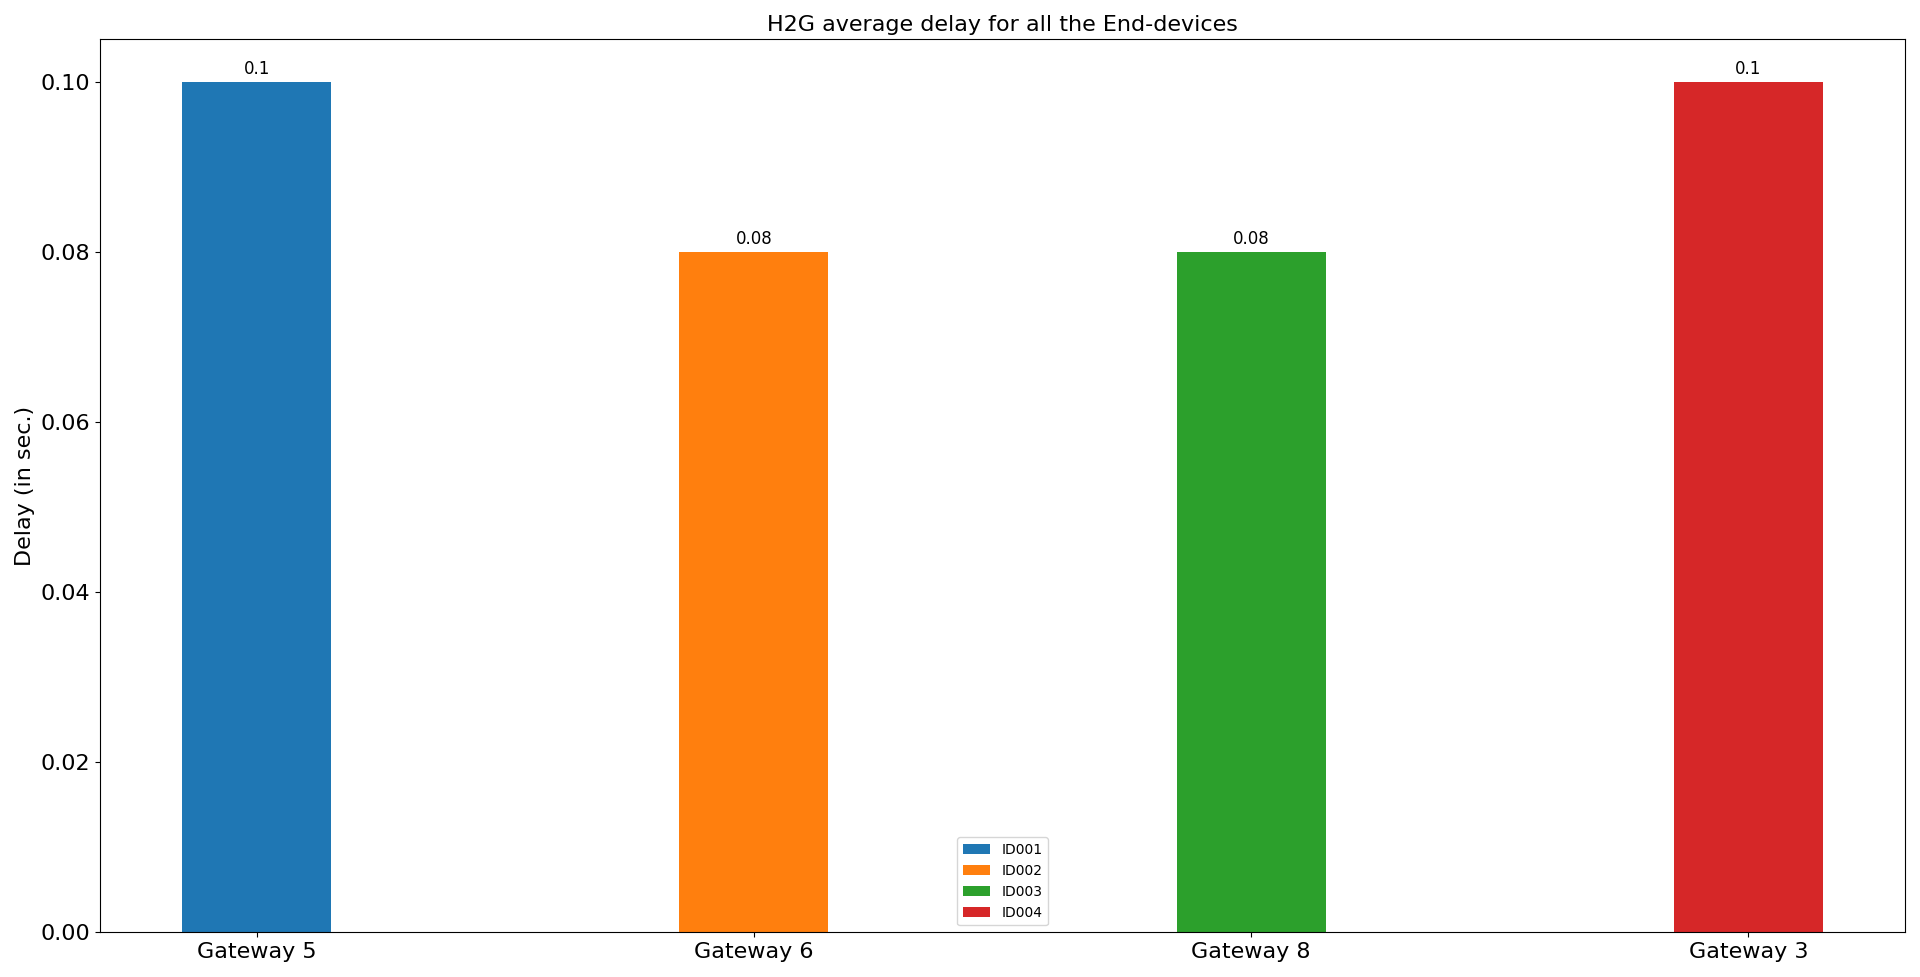 H2G average delay for all the End-devices
0.1
0.1
0.10
0.08
0.08
0.08
0.06
Delay (in sec.)
0.04
0.02
ID001
ID002
ID003
ID004
0.00
Gateway 5
Gateway 6
Gateway 8
Gateway 3